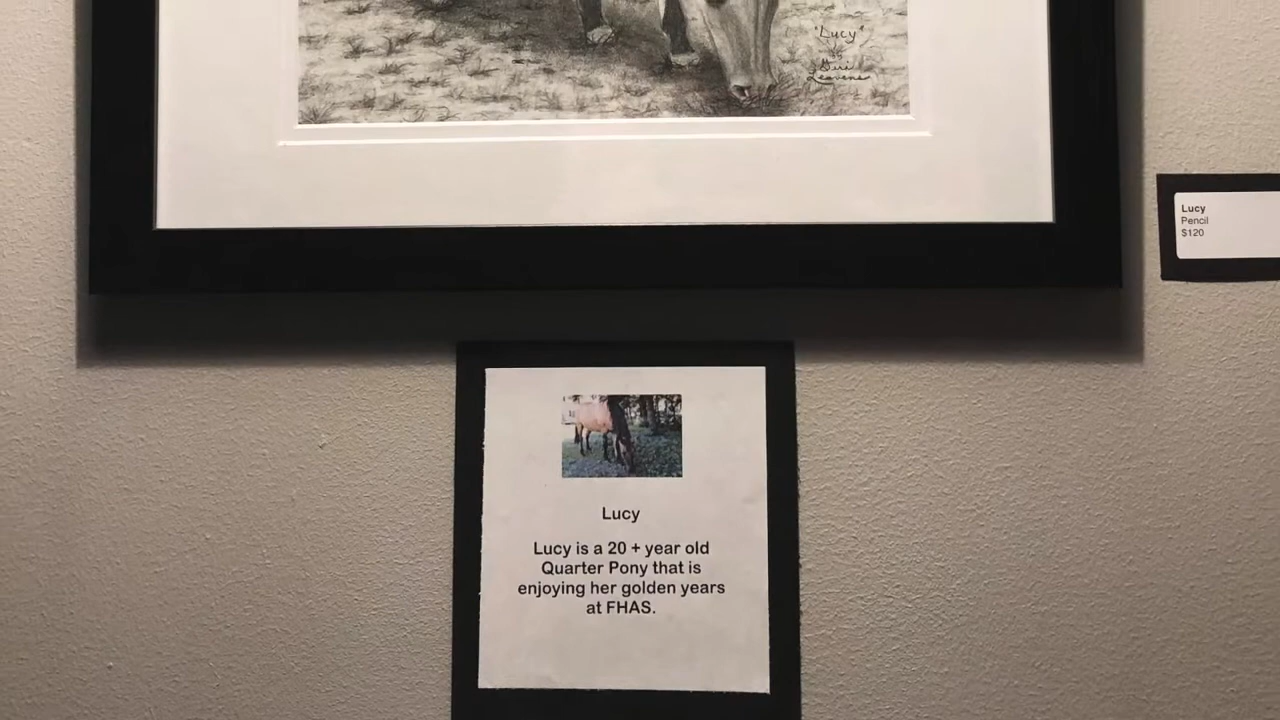 "Lucy"
Leavens
Lucy
Pencil
$120
Lucy
Lucy is a 20 + year old
Quarter Pony that is
enjoying her golden years
at FHAS.